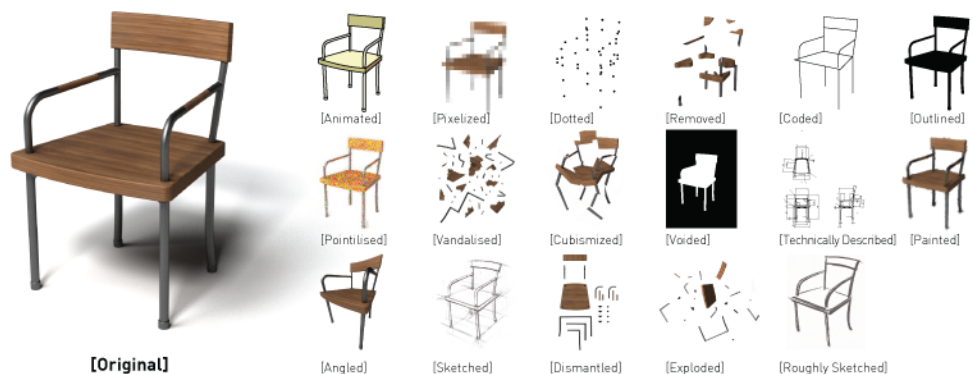 [Animated]
[Pixelized]
[Dotted]
[Removed]
[Coded]
[Outlined]
[Pointilised]
[Vandalised]
[Cubismized]
[Voided]
[Technically Described]
[Painted]
[Angled]
[Sketched]
[Dismantled]
[Exploded]
[Roughly Sketched]
[Original]